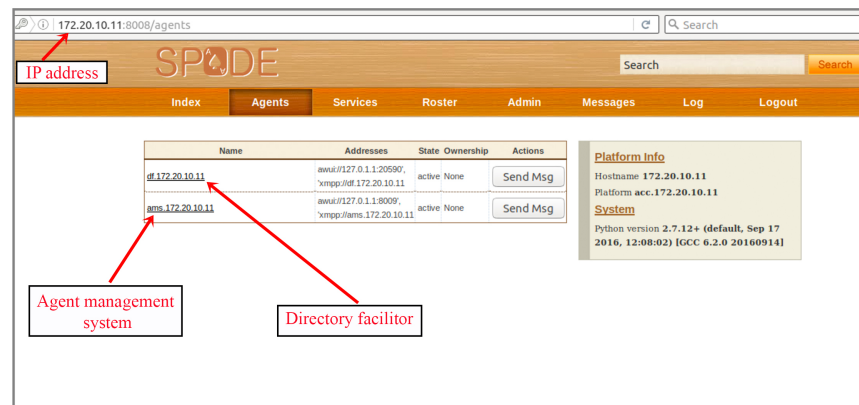 172.20.10.11:8008/agents
Search
IP address
SPADE
Search
Search
Index Agents Services Roster Admin Messages Log Logout
Name Addresses State Ownership Actions
df.172.20.10.11 awui://127.0.1.1:20590', 'xmpp://df.172.20.10.11 active None Send Msg
ams.172.20.10.11 awui://127.0.1.1:8009', 'xmpp://ams.172.20.10.11 active None Send Msg
Platform Info
Hostname 172.20.10.11
Platform acc.172.20.10.11
System
Python version 2.7.12+ (default, Sep 17
2016, 12:08:02) [GCC 6.2.0 20160914]
Agent management
system
Directory facilitor